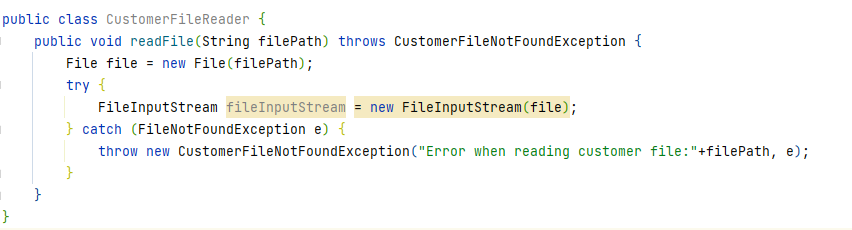 public class CustomerFileReader {
    public void readFile(String filePath) throws CustomerFileNotFoundException {
        File file = new File(filePath);
        try {
            FileInputStream fileInputStream = new FileInputStream(file);
        } catch (FileNotFoundException e) {
            throw new CustomerFileNotFoundException("Error when reading customer file:"+filePath, e);
        }
    }
}